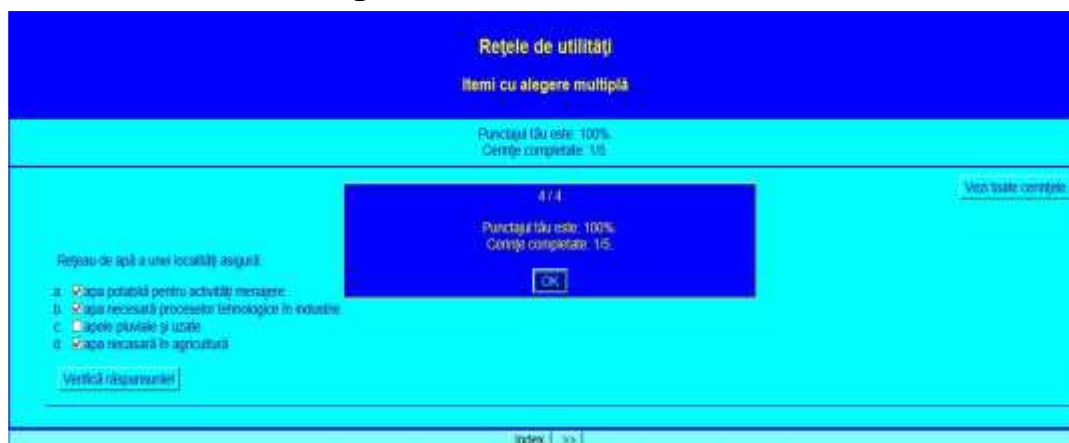 Rețele de utilități
Itemi cu alegere multiplă
Punctajul tău este: 100%.
Cerințe completate: 1/5.
Vezi toate cerințele
4 / 4
Punctajul tău este: 100%.
Cerințe completate: 1/5.
OK
Rețeau de apă a unei localități asigură:
a. apa potabilă pentru activități menajere
b. apa necesară proceselor tehnologice în industrie
c. apele pluviale și uzate
d. apa necasară în agricultură
Verifică răspunsurile!
Index >>